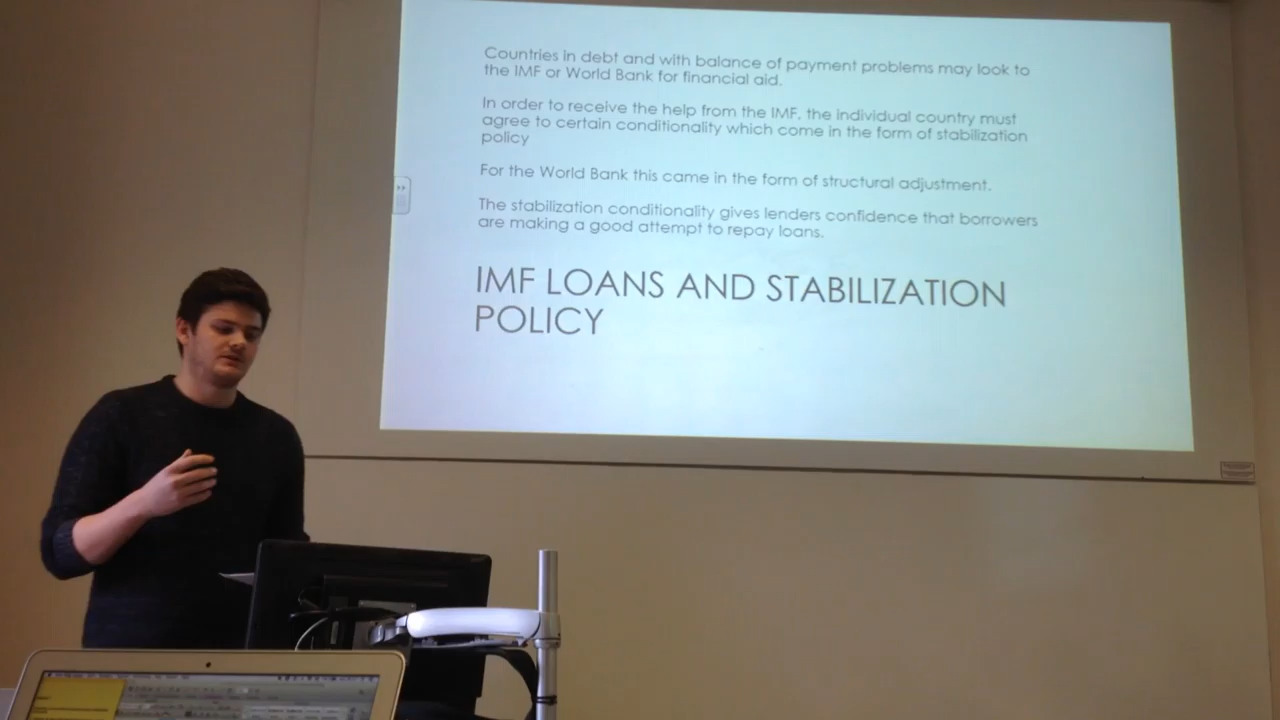 Countries in debt and with balance of payment problems may look to
the IMF or World Bank for financial aid.
In order to receive the help from the IMF, the individual country must
agree to certain conditionality which come in the form of stabilization
policy
For the World Bank this came in the form of structural adjustment.
The stabilization conditionality gives lenders confidence that borrowers
are making a good attempt to repay loans.
IMF LOANS AND STABILIZATION
POLICY